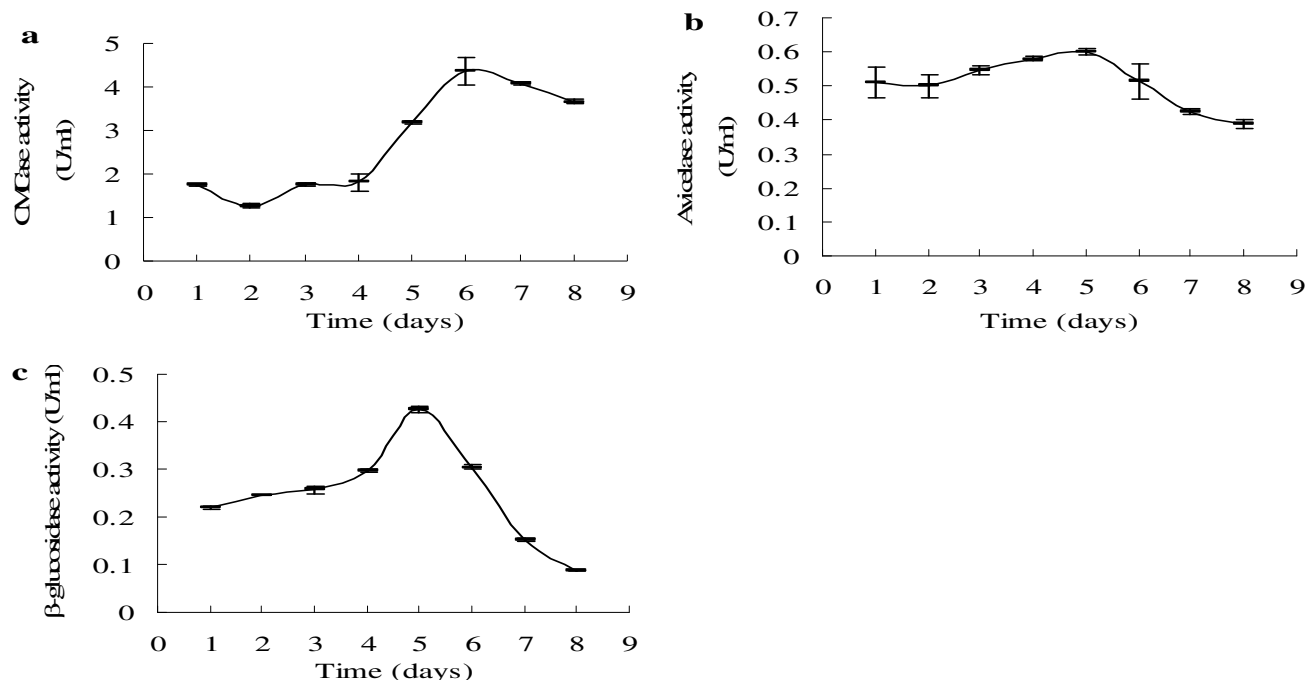 a
CMCase activity
(U/ml)
5
4
3
2
1
0
0 1 2 3 4 5 6 7 8 9
Time (days)
b
Avicelase activity
(U/ml)
0.7
0.6
0.5
0.4
0.3
0.2
0.1
0
0 1 2 3 4 5 6 7 8 9
Time (days)
c
β-glucosidase activity (U/ml)
0.5
0.4
0.3
0.2
0.1
0
0 1 2 3 4 5 6 7 8 9
Time (days)